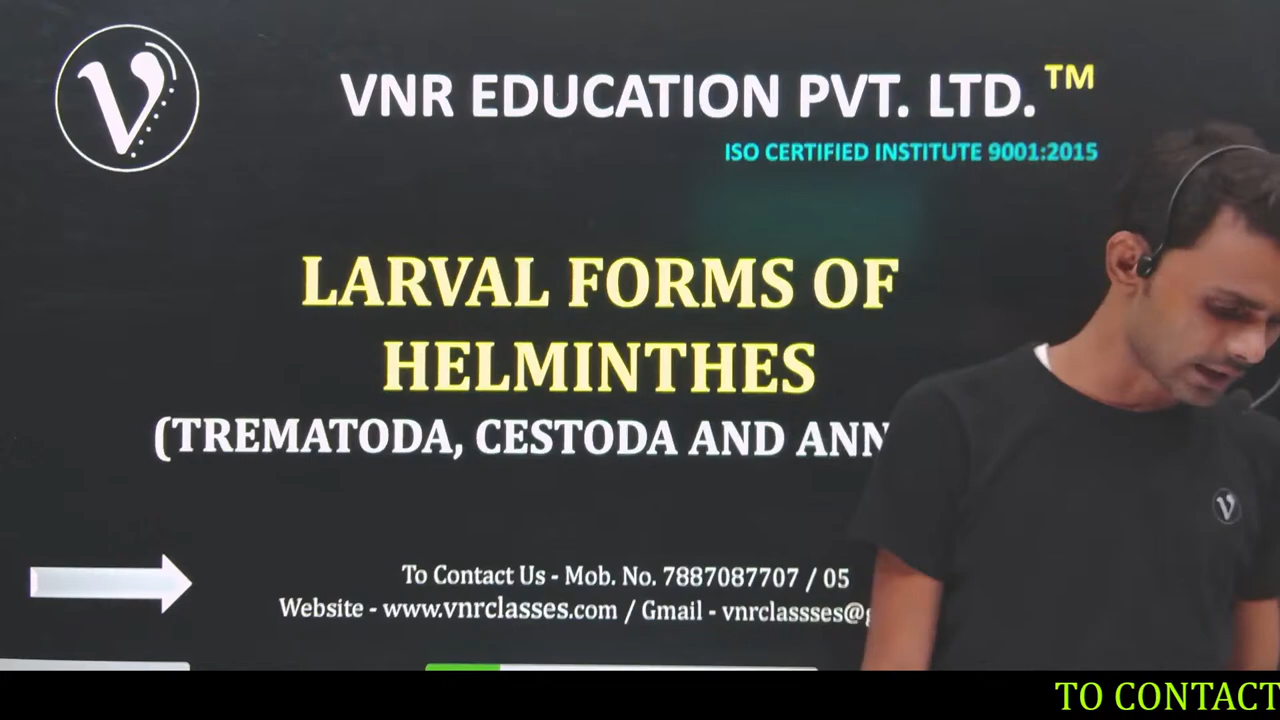 V
VNR EDUCATION PVT. LTD.™
ISO CERTIFIED INSTITUTE 9001:2015
LARVAL FORMS OF
HELMINTHES
(TREMATODA, CESTODA AND ANN
To Contact Us - Mob. No. 7887087707 / 05
Website - www.vnrclasses.com / Gmail - vnrclassses@g
V
TO CONTACT